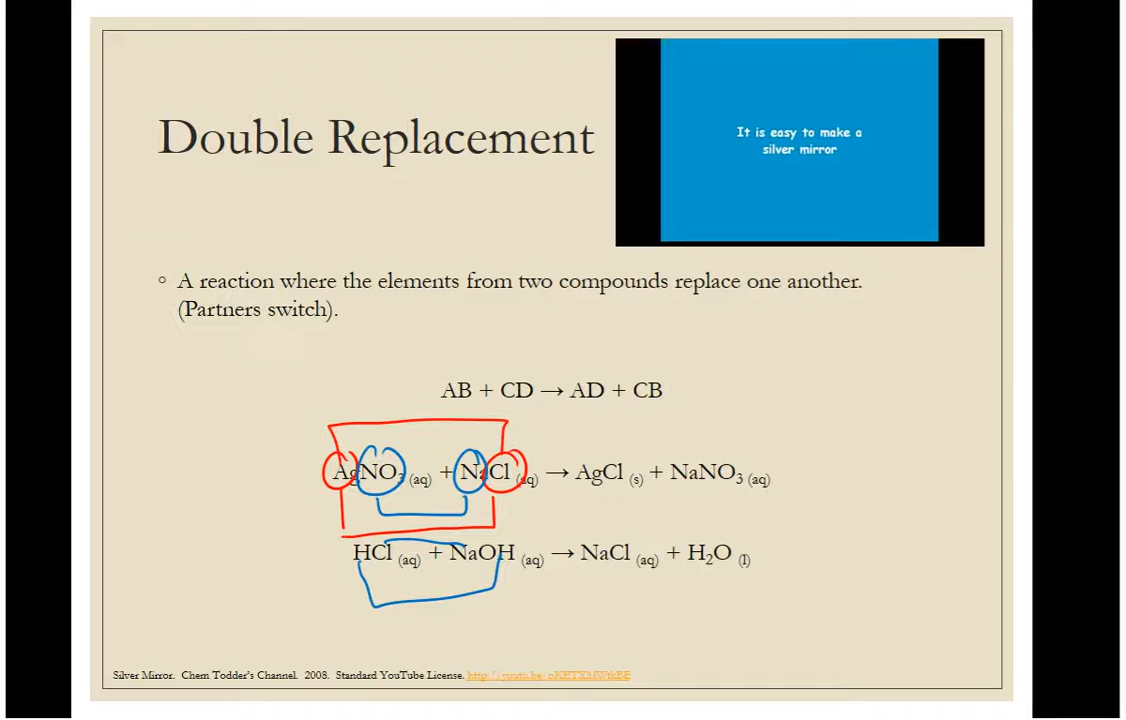 It is easy to make a
silver mirror
Double Replacement
◦ A reaction where the elements from two compounds replace one another.
(Partners switch).
AB + CD → AD + CB
AgNO₃ (aq) + NaCl (aq) → AgCl (s) + NaNO₃ (aq)
HCl (aq) + NaOH (aq) → NaCl (aq) + H₂O (l)
Silver Mirror. Chem Todder's Channel. 2008. Standard YouTube License.